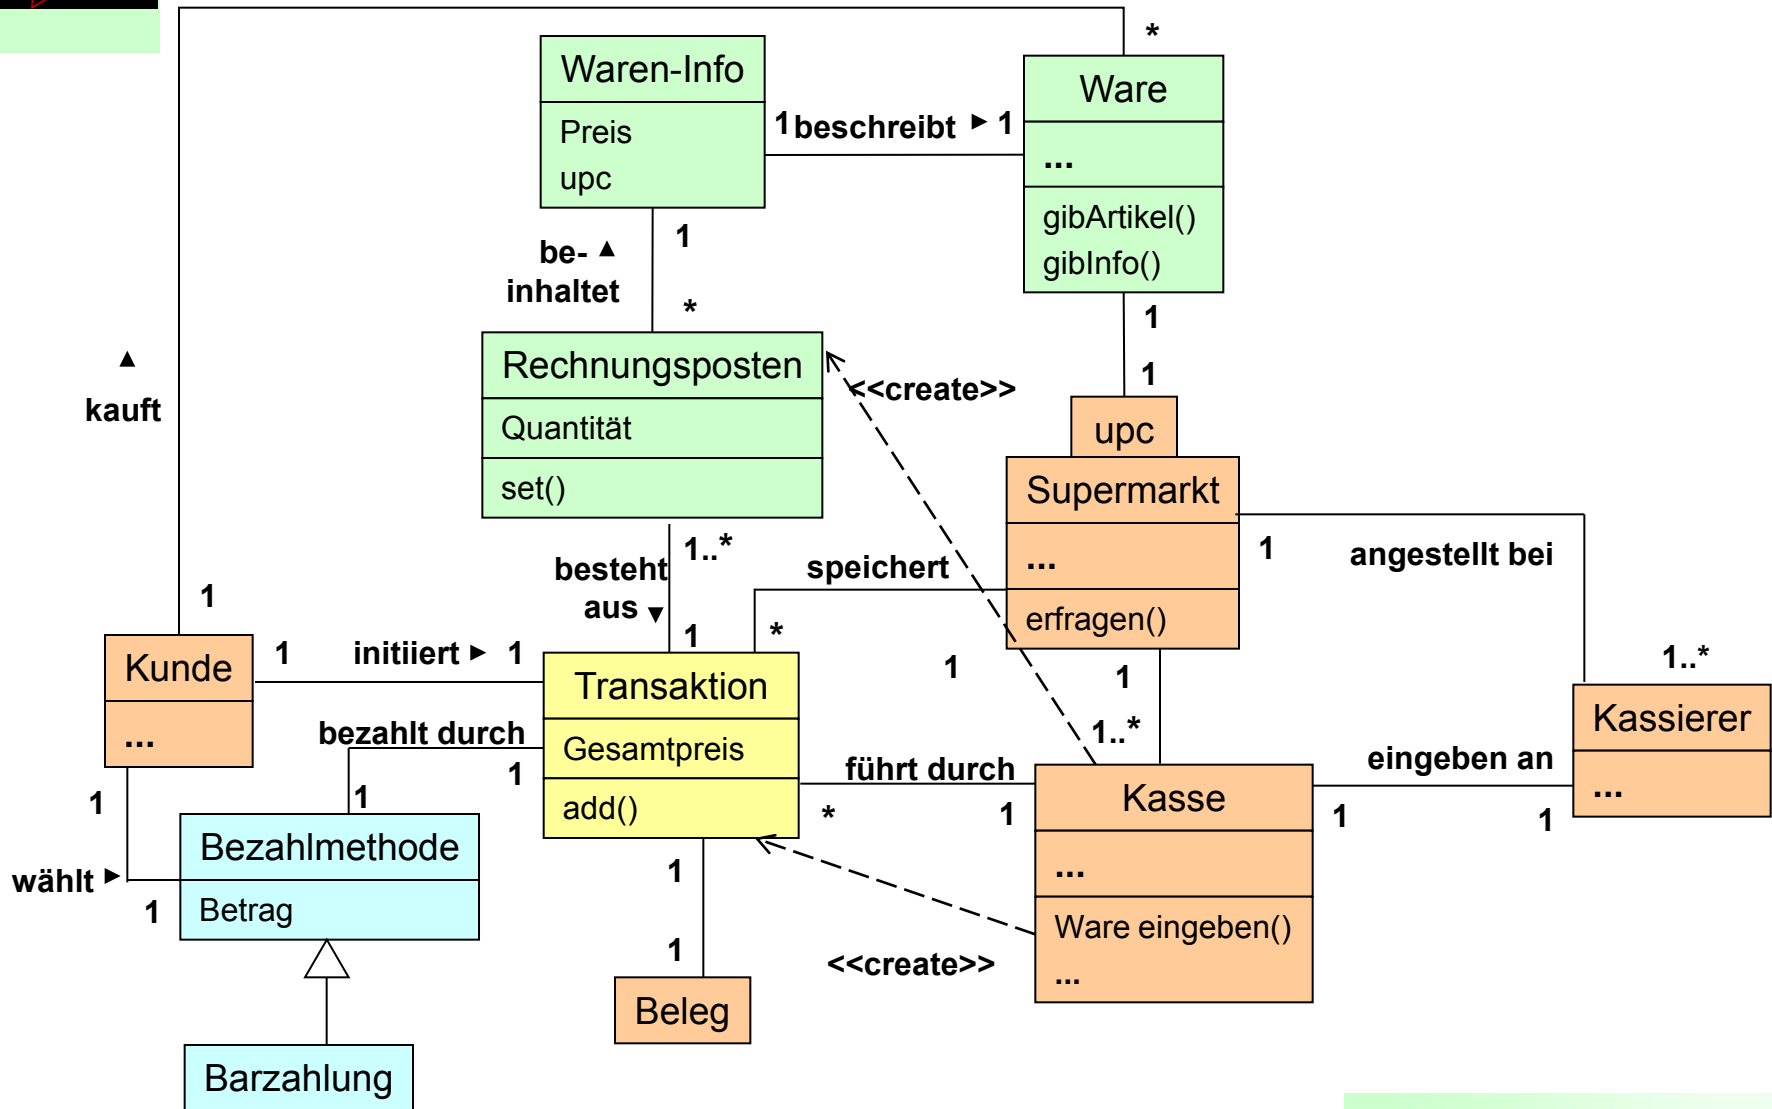 *
Waren-Info
Preis
upc
1 beschreibt ► 1
Ware
...
gibArtikel()
gibInfo()
1
be- ▲
inhaltet
*
1
1
▲
kauft
Rechnungsposten
Quantität
set()
<<create>>
upc
Supermarkt
...
erfragen()
1..*
besteht
aus ▼
1
speichert
*
1
1
angestellt bei
1..*
1
Kunde
...
1
initiiert ► 1
Transaktion
Gesamtpreis
add()
bezahlt durch
1
1
1
1..*
Kassierer
...
führt durch
*
1
Kasse
...
Ware eingeben()
...
eingeben an
1
1
1
wählt ►
1
Bezahlmethode
Betrag
1
1
<<create>>
Beleg
Barzahlung